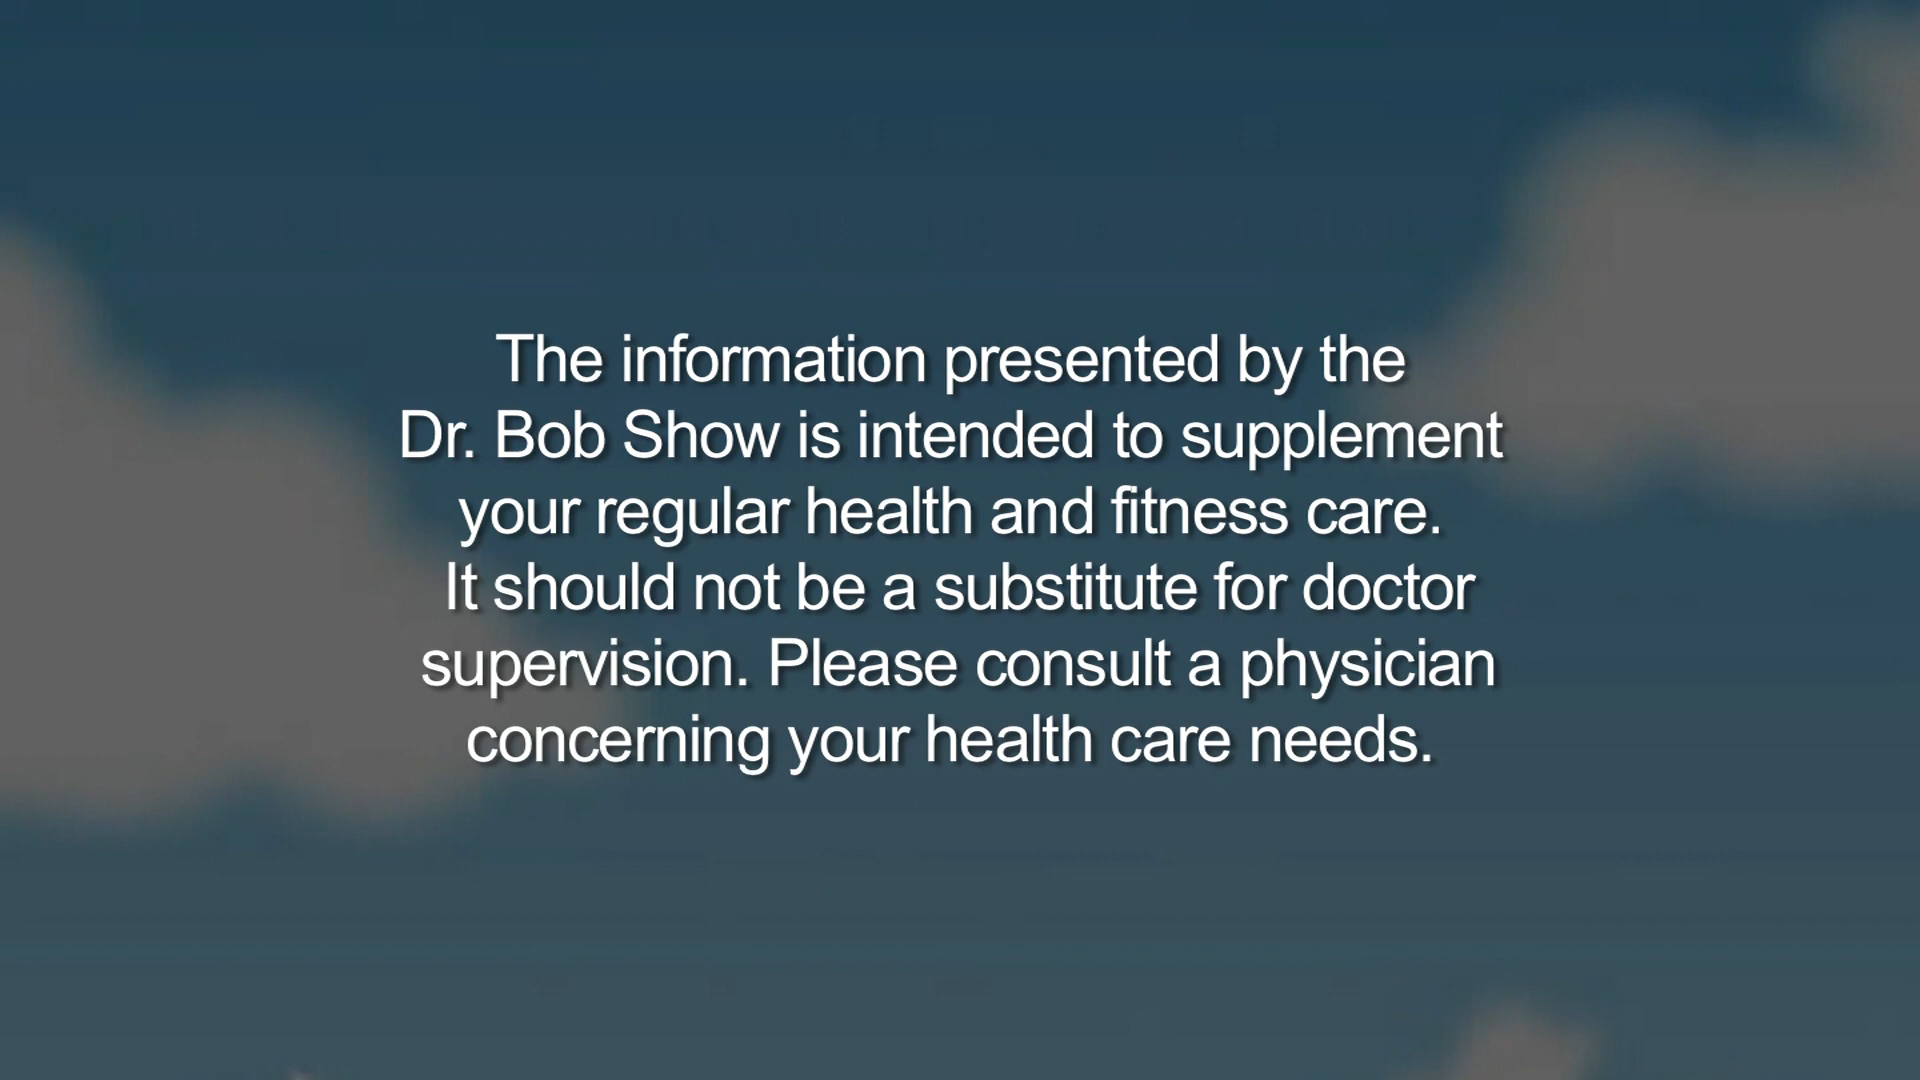 The information presented by the
Dr. Bob Show is intended to supplement
your regular health and fitness care.
It should not be a substitute for doctor
supervision. Please consult a physician
concerning your health care needs.